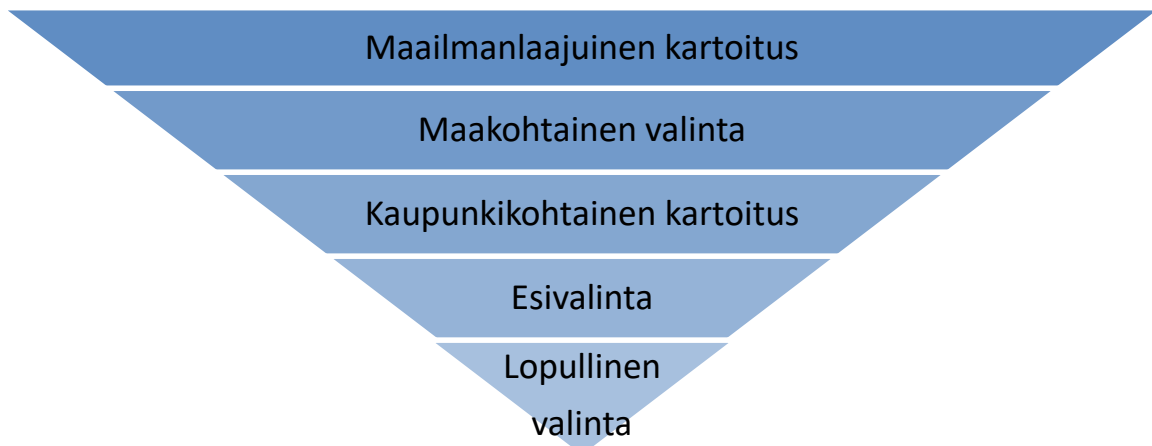 Maailmanlaajuinen kartoitus
Maakohtainen valinta
Kaupunkikohtainen kartoitus
Esivalinta
Lopullinen
valinta